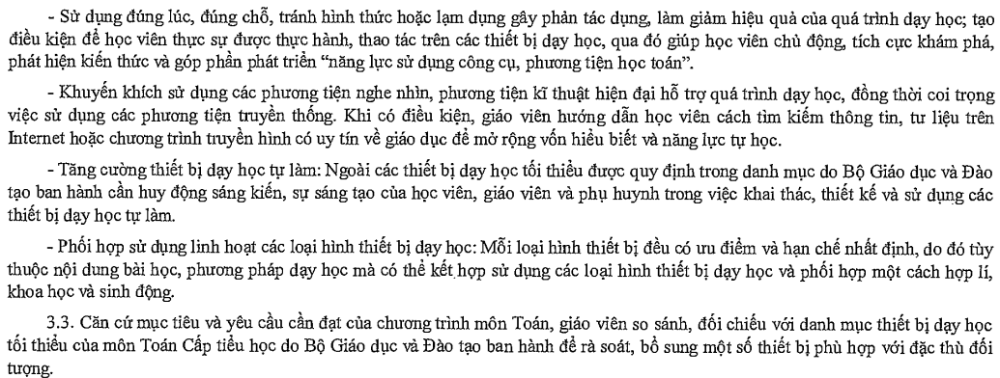 - Sử dụng đúng lúc, đúng chỗ, tránh hình thức hoặc lạm dụng gây phản tác dụng, làm giảm hiệu quả của quá trình dạy học; tạo
điều kiện để học viên thực sự được thực hành, thao tác trên các thiết bị dạy học, qua đó giúp học viên chủ động, tích cực khám phá,
phát hiện kiến thức và góp phần phát triển “năng lực sử dụng công cụ, phương tiện học toán”.
- Khuyến khích sử dụng các phương tiện nghe nhìn, phương tiện kĩ thuật hiện đại hỗ trợ quá trình dạy học, đồng thời coi trọng
việc sử dụng các phương tiện truyền thống. Khi có điều kiện, giáo viên hướng dẫn học viên cách tìm kiếm thông tin, tư liệu trên
Internet hoặc chương trình truyền hình có uy tín về giáo dục để mở rộng vốn hiểu biết và năng lực tự học.
- Tăng cường thiết bị dạy học tự làm: Ngoài các thiết bị dạy học tối thiểu được quy định trong danh mục do Bộ Giáo dục và Đào
tạo ban hành cần huy động sáng kiến, sự sáng tạo của học viên, giáo viên và phụ huynh trong việc khai thác, thiết kế và sử dụng các
thiết bị dạy học tự làm.
- Phối hợp sử dụng linh hoạt các loại hình thiết bị dạy học: Mỗi loại hình thiết bị đều có ưu điểm và hạn chế nhất định, do đó tùy
thuộc nội dung bài học, phương pháp dạy học mà có thể kết hợp sử dụng các loại hình thiết bị dạy học và phối hợp một cách hợp lí,
khoa học và sinh động.
3.3. Căn cứ mục tiêu và yêu cầu cần đạt của chương trình môn Toán, giáo viên so sánh, đối chiếu với danh mục thiết bị dạy học
tối thiểu của môn Toán Cấp tiểu học do Bộ Giáo dục và Đào tạo ban hành để rà soát, bổ sung một số thiết bị phù hợp với đặc thù đối
tượng.